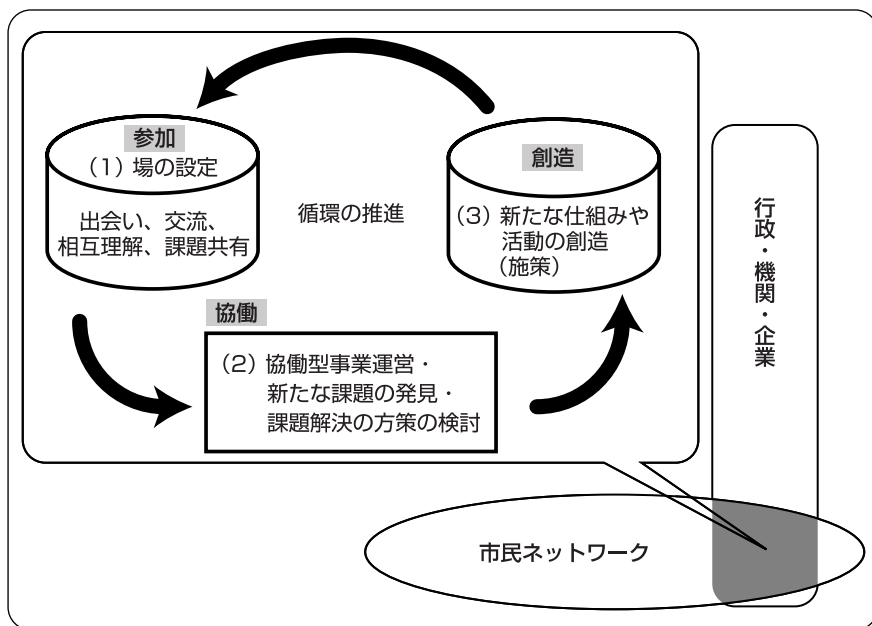 参加
（1）場の設定
出会い、交流、
相互理解、課題共有
循環の推進
創造
（3）新たな仕組みや
活動の創造
（施策）
協働
（2）協働型事業運営・
新たな課題の発見・
課題解決の方策の検討
行政・機関・企業
市民ネットワーク